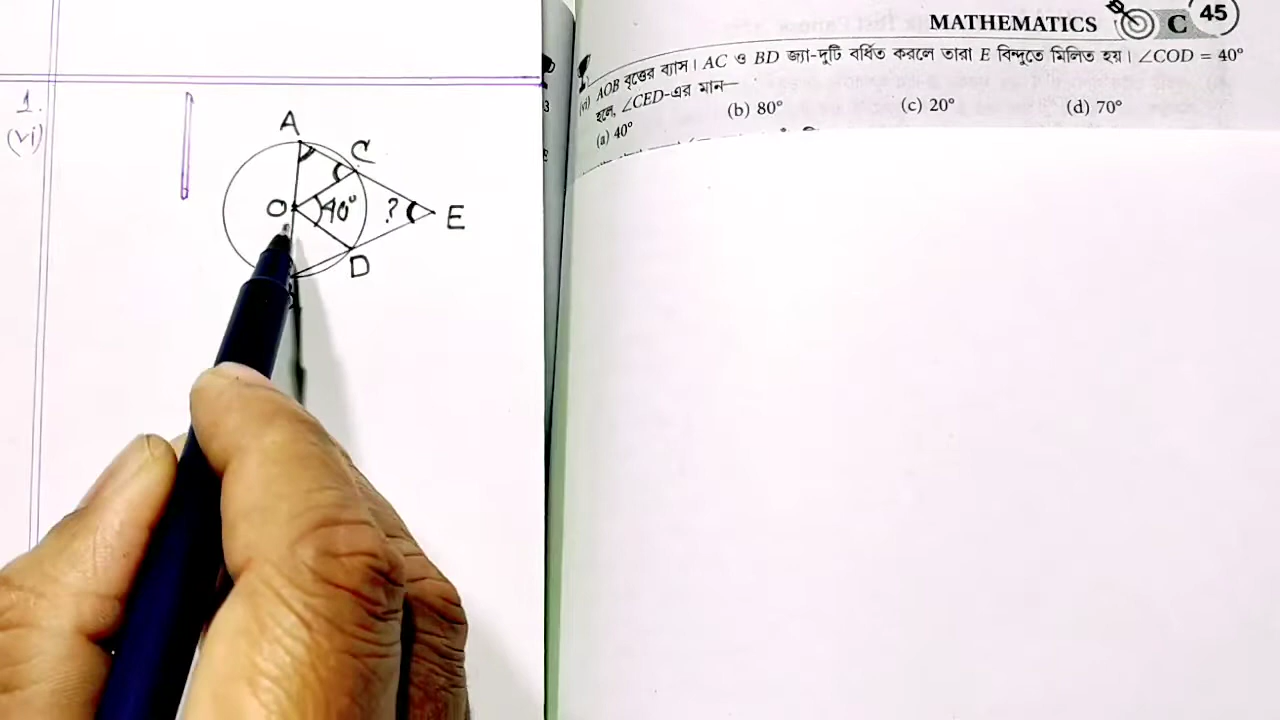 1.
(vi)
A
C
O
40°
?
E
D
MATHEMATICS C 45
(vi) AOB বৃত্তের ব্যাস। AC ও BD জ্যা-দুটি বর্ধিত করলে তারা E বিন্দুতে মিলিত হয়। ∠COD = 40°
হলে, ∠CED-এর মান—
(a) 40° (b) 80° (c) 20° (d) 70°